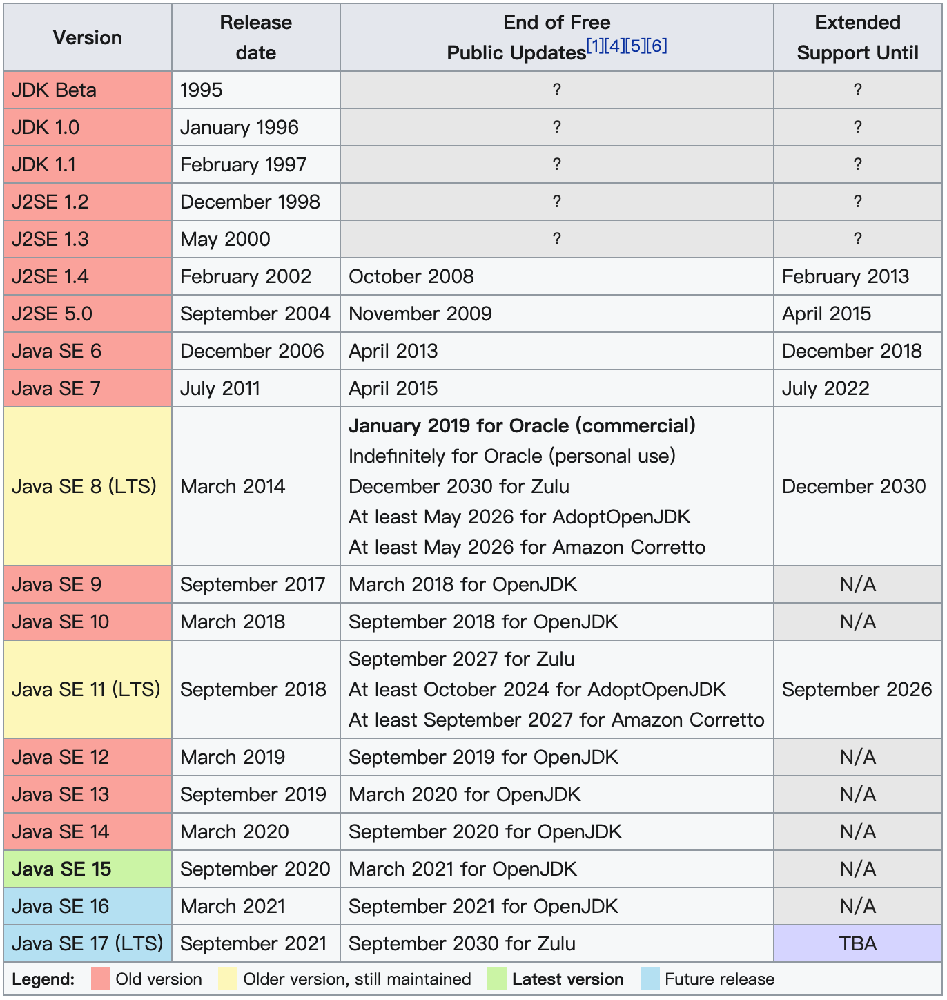 Version
Release
date
End of Free
Public Updates[1][4][5][6]
Extended
Support Until
JDK Beta 1995 ? ?
JDK 1.0 January 1996 ? ?
JDK 1.1 February 1997 ? ?
J2SE 1.2 December 1998 ? ?
J2SE 1.3 May 2000 ? ?
J2SE 1.4 February 2002 October 2008 February 2013
J2SE 5.0 September 2004 November 2009 April 2015
Java SE 6 December 2006 April 2013 December 2018
Java SE 7 July 2011 April 2015 July 2022
Java SE 8 (LTS) March 2014
January 2019 for Oracle (commercial)
Indefinitely for Oracle (personal use)
December 2030 for Zulu
At least May 2026 for AdoptOpenJDK
At least May 2026 for Amazon Corretto
December 2030
Java SE 9 September 2017 March 2018 for OpenJDK N/A
Java SE 10 March 2018 September 2018 for OpenJDK N/A
Java SE 11 (LTS) September 2018
September 2027 for Zulu
At least October 2024 for AdoptOpenJDK
At least September 2027 for Amazon Corretto
September 2026
Java SE 12 March 2019 September 2019 for OpenJDK N/A
Java SE 13 September 2019 March 2020 for OpenJDK N/A
Java SE 14 March 2020 September 2020 for OpenJDK N/A
Java SE 15 September 2020 March 2021 for OpenJDK N/A
Java SE 16 March 2021 September 2021 for OpenJDK N/A
Java SE 17 (LTS) September 2021 September 2030 for Zulu TBA
Legend: Old version Older version, still maintained Latest version Future release